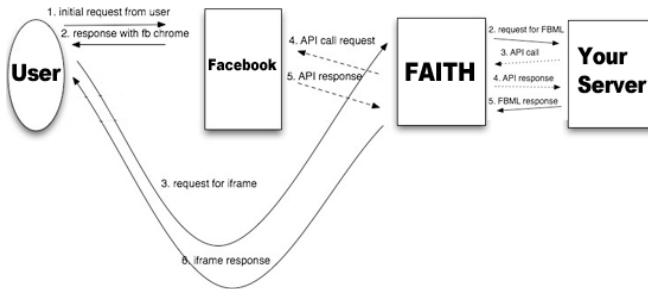 1. initial request from user
2. response with fb chrome
User
Facebook
4. API call request
5. API response
FAITH
2. request for FBML
3. API call
4. API response
5. FBML response
Your
Server
3. request for iframe
6. iframe response